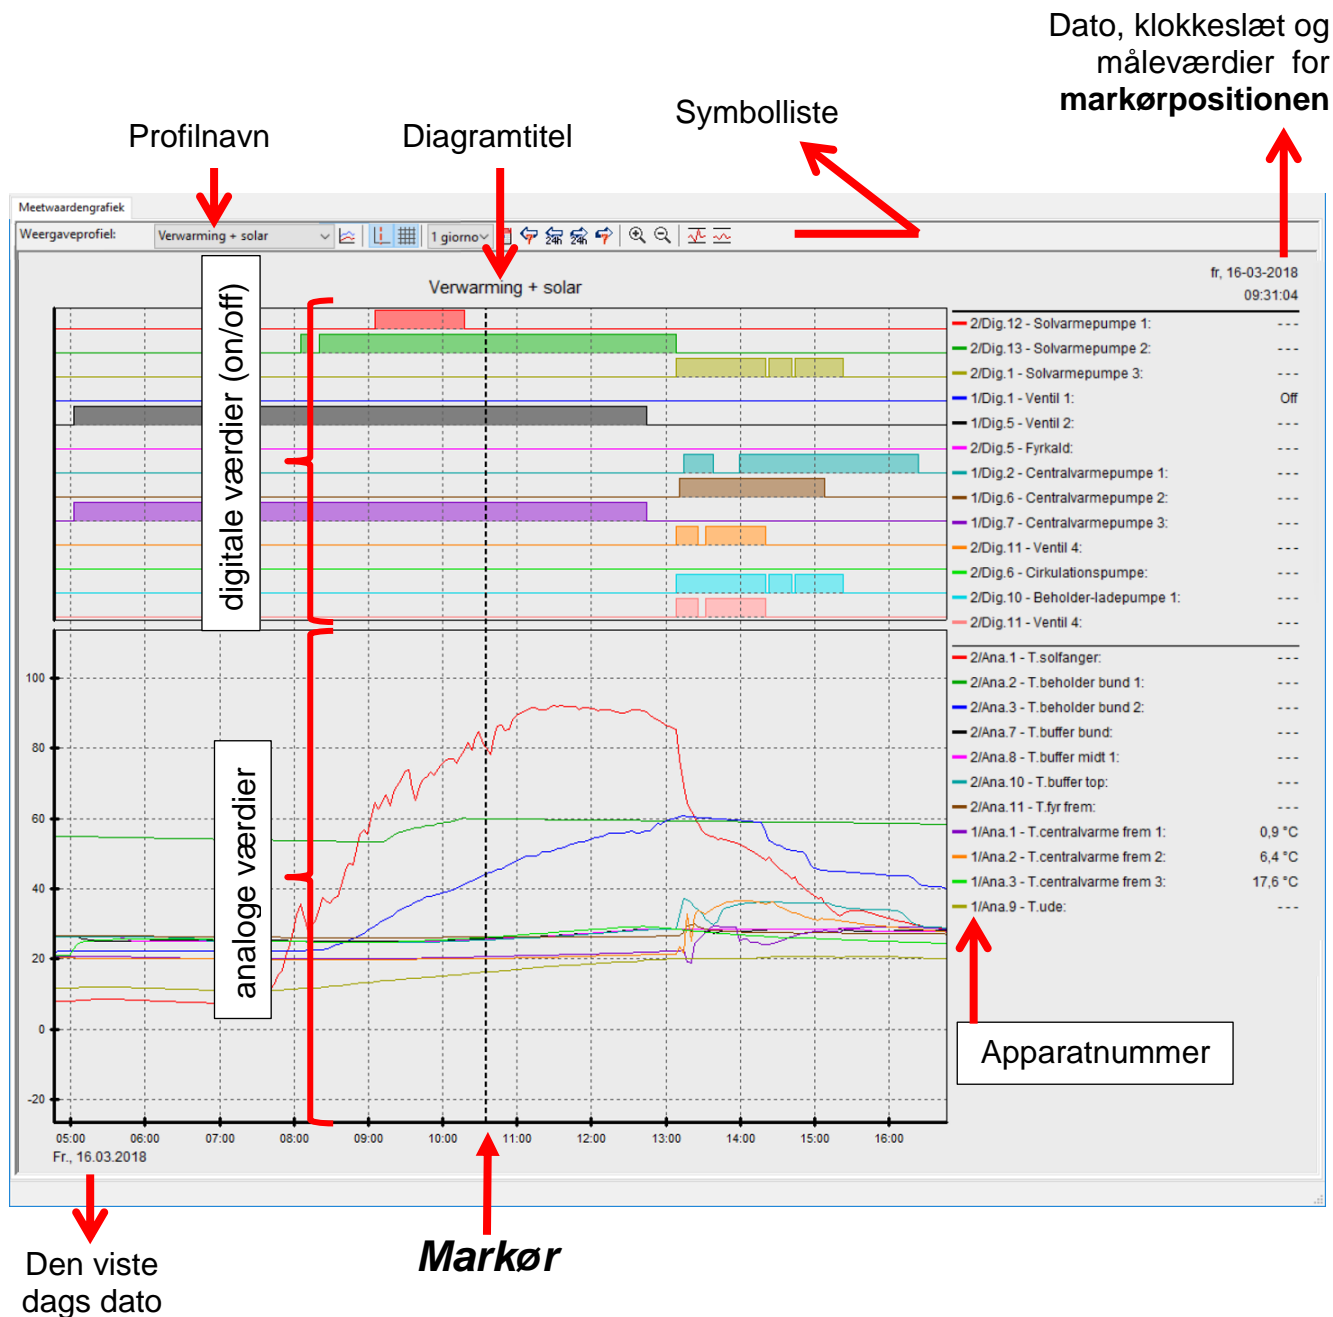 Dato, klokkeslæt og
måleværdier for
markørpositionen
Symbolliste
Profilnavn
Diagramtitel
Meetwaardengrafiek
Weergaveprofiel:
Verwarming + solar
1 giorno
24h
24h
Verwarming + solar
fr, 16-03-2018
09:31:04
digitale værdier (on/off)
2/Dig.12 - Solvarmepumpe 1: ---
2/Dig.13 - Solvarmepumpe 2: ---
2/Dig.1 - Solvarmepumpe 3: ---
1/Dig.1 - Ventil 1: Off
1/Dig.5 - Ventil 2: ---
2/Dig.5 - Fyrkald: ---
1/Dig.2 - Centralvarmepumpe 1: ---
1/Dig.6 - Centralvarmepumpe 2: ---
1/Dig.7 - Centralvarmepumpe 3: ---
2/Dig.11 - Ventil 4: ---
2/Dig.6 - Cirkulationspumpe: ---
2/Dig.10 - Beholder-ladepumpe 1: ---
2/Dig.11 - Ventil 4: ---
analoge værdier
2/Ana.1 - T.solfanger: ---
2/Ana.2 - T.beholder bund 1: ---
2/Ana.3 - T.beholder bund 2: ---
2/Ana.7 - T.buffer bund: ---
2/Ana.8 - T.buffer midt 1: ---
2/Ana.10 - T.buffer top: ---
2/Ana.11 - T.fyr frem: ---
1/Ana.1 - T.centralvarme frem 1: 0,9 °C
1/Ana.2 - T.centralvarme frem 2: 6,4 °C
1/Ana.3 - T.centralvarme frem 3: 17,6 °C
1/Ana.9 - T.ude: ---
100
80
60
40
20
0
-20
Apparatnummer
05:00 06:00 07:00 08:00 09:00 10:00 11:00 12:00 13:00 14:00 15:00 16:00
Fr., 16.03.2018
Markør
Den viste
dags dato